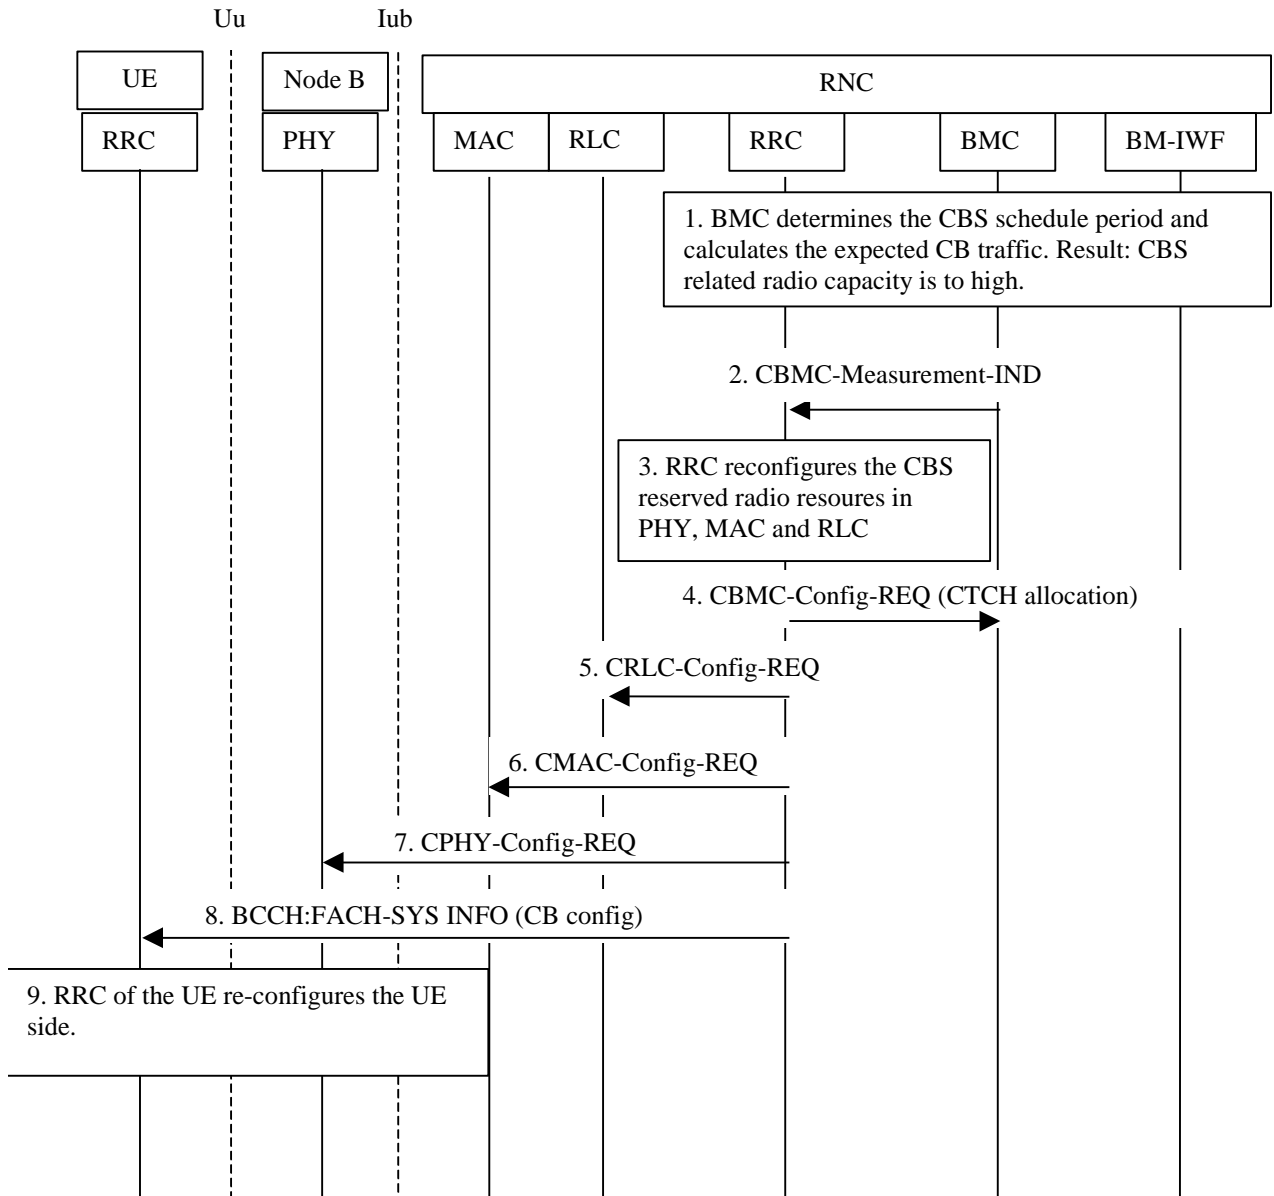 Uu
Iub
UE
Node B
RNC
RRC
PHY
MAC
RLC
RRC
BMC
BM-IWF
1. BMC determines the CBS schedule period and
calculates the expected CB traffic. Result: CBS
related radio capacity is to high.
2. CBMC-Measurement-IND
3. RRC reconfigures the CBS
reserved radio resoures in
PHY, MAC and RLC
4. CBMC-Config-REQ (CTCH allocation)
5. CRLC-Config-REQ
6. CMAC-Config-REQ
7. CPHY-Config-REQ
8. BCCH:FACH-SYS INFO (CB config)
9. RRC of the UE re-configures the UE
side.